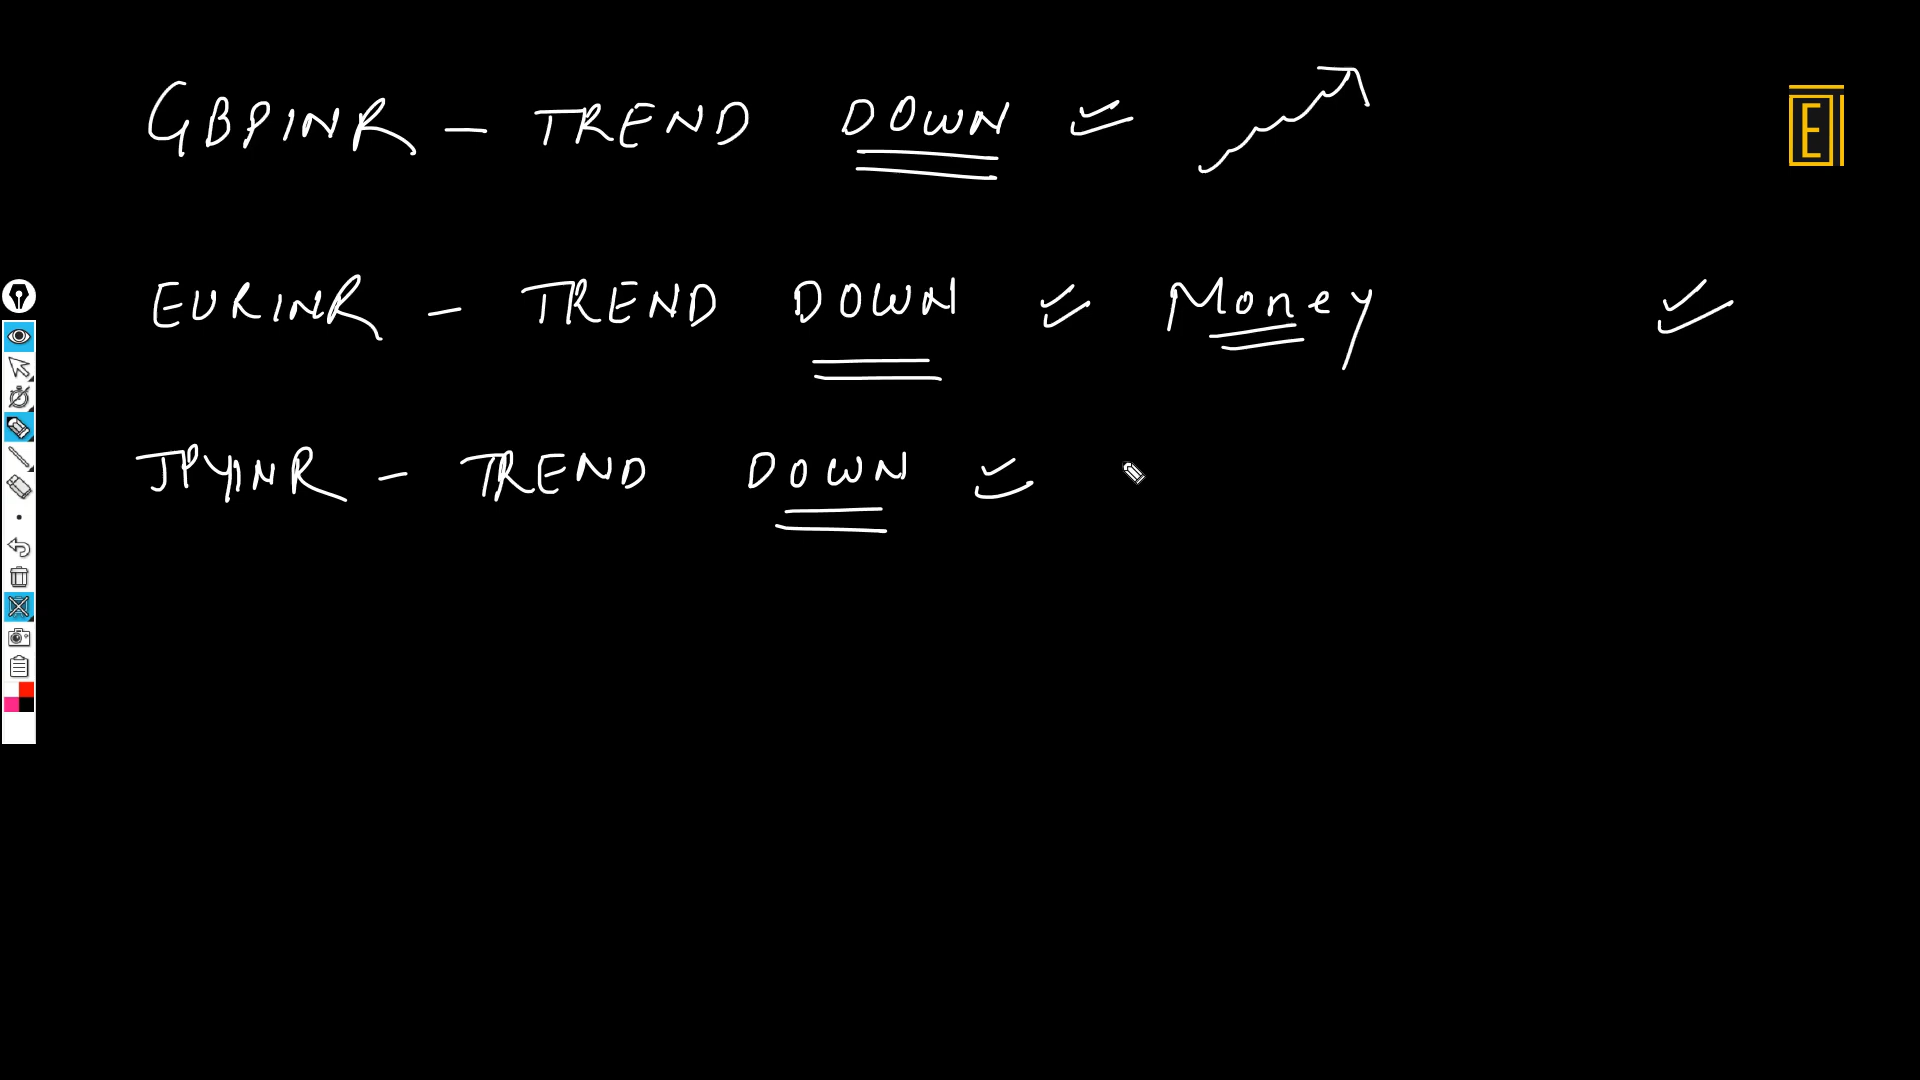 GBPINR - TREND DOWN
EURINR - TREND DOWN Money
JPYINR - TREND DOWN
E